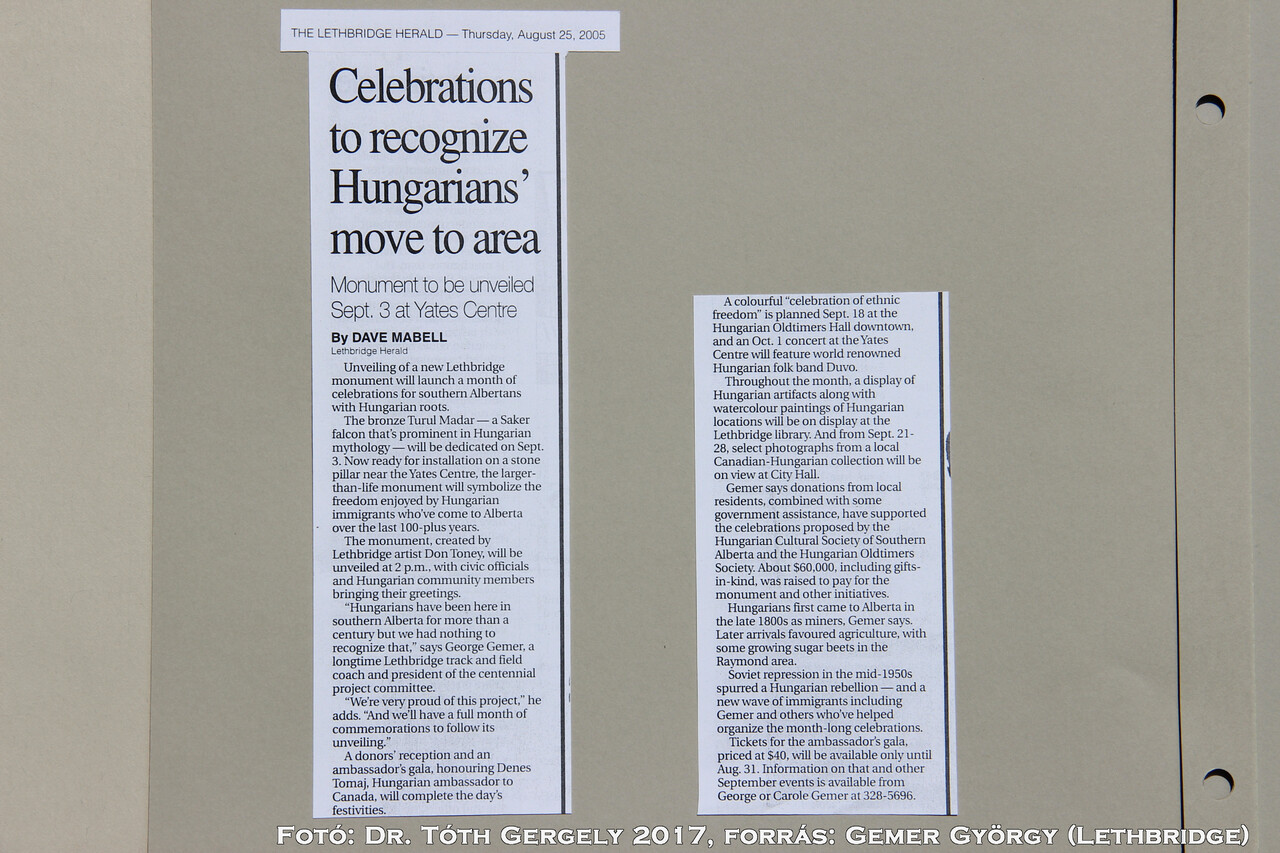 THE LETHBRIDGE HERALD — Thursday, August 25, 2005
Celebrations
to recognize
Hungarians’
move to area
Monument to be unveiled
Sept. 3 at Yates Centre
By DAVE MABELL
Lethbridge Herald
Unveiling of a new Lethbridge
monument will launch a month of
celebrations for southern Albertans
with Hungarian roots.
The bronze Turul Madar — a Saker
falcon that’s prominent in Hungarian
mythology — will be dedicated on Sept.
3. Now ready for installation on a stone
pillar near the Yates Centre, the larger-
than-life monument will symbolize the
freedom enjoyed by Hungarian
immigrants who’ve come to Alberta
over the last 100-plus years.
The monument, created by
Lethbridge artist Don Toney, will be
unveiled at 2 p.m., with civic officials
and Hungarian community members
bringing their greetings.
“Hungarians have been here in
southern Alberta for more than a
century but we had nothing to
recognize that,” says George Gemer, a
longtime Lethbridge track and field
coach and president of the centennial
project committee.
“We’re very proud of this project,” he
adds. “And we’ll have a full month of
commemorations to follow its
unveiling.”
A donors’ reception and an
ambassador’s gala, honouring Denes
Tomaj, Hungarian ambassador to
Canada, will complete the day’s
festivities.
A colourful “celebration of ethnic
freedom” is planned Sept. 18 at the
Hungarian Oldtimers Hall downtown,
and an Oct. 1 concert at the Yates
Centre will feature world renowned
Hungarian folk band Duvo.
Throughout the month, a display of
Hungarian artifacts along with
watercolour paintings of Hungarian
locations will be on display at the
Lethbridge library. And from Sept. 21-
28, select photographs from a local
Canadian-Hungarian collection will be
on view at City Hall.
Gemer says donations from local
residents, combined with some
government assistance, have supported
the celebrations proposed by the
Hungarian Cultural Society of Southern
Alberta and the Hungarian Oldtimers
Society. About $60,000, including gifts-
in-kind, was raised to pay for the
monument and other initiatives.
Hungarians first came to Alberta in
the late 1800s as miners, Gemer says.
Later arrivals favoured agriculture, with
some growing sugar beets in the
Raymond area.
Soviet repression in the mid-1950s
spurred a Hungarian rebellion — and a
new wave of immigrants including
Gemer and others who’ve helped
organize the month-long celebrations.
Tickets for the ambassador’s gala,
priced at $40, will be available only until
Aug. 31. Information on that and other
September events is available from
George or Carole Gemer at 328-5696.
Fotó: Dr. Tóth Gergely 2017, forrás: Gemer György (Lethbridge)